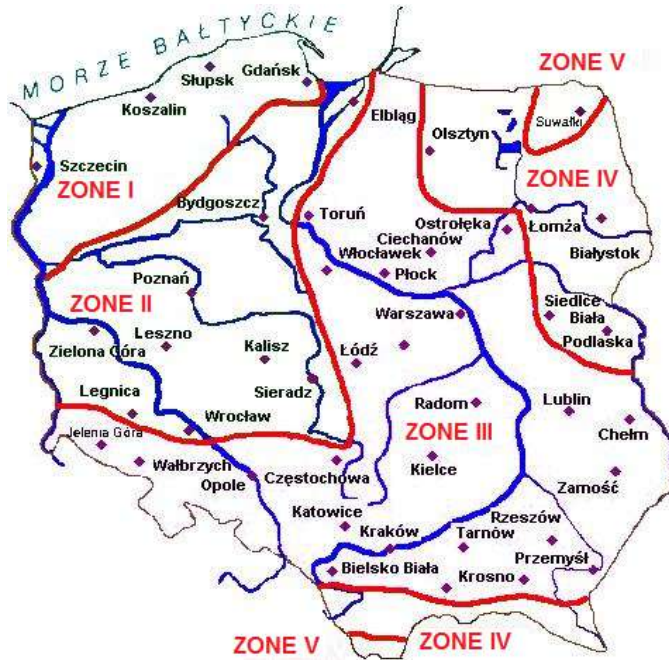 MORZE BAŁTYCKIE
ZONE V
Gdańsk
Słupsk
Koszalin
Elbląg
Suwałki
Olsztyn
Szczecin
ZONE I
ZONE IV
Bydgoszcz
Toruń
Ostrołęka
Łomża
Ciechanów
Białystok
Włocławek
Płock
Poznań
ZONE II
Siedlce
Warszawa
Biała
Podlaska
Leszno
Zielona Góra
Kalisz
Łódź
Sieradz
Legnica
Radom
Lublin
Wrocław
ZONE III
Chełm
Jelenia Góra
Wałbrzych
Kielce
Częstochowa
Opole
Zamość
Katowice
Rzeszów
Kraków
Tarnów
Przemyśl
Bielsko Biała
Krosno
ZONE V
ZONE IV